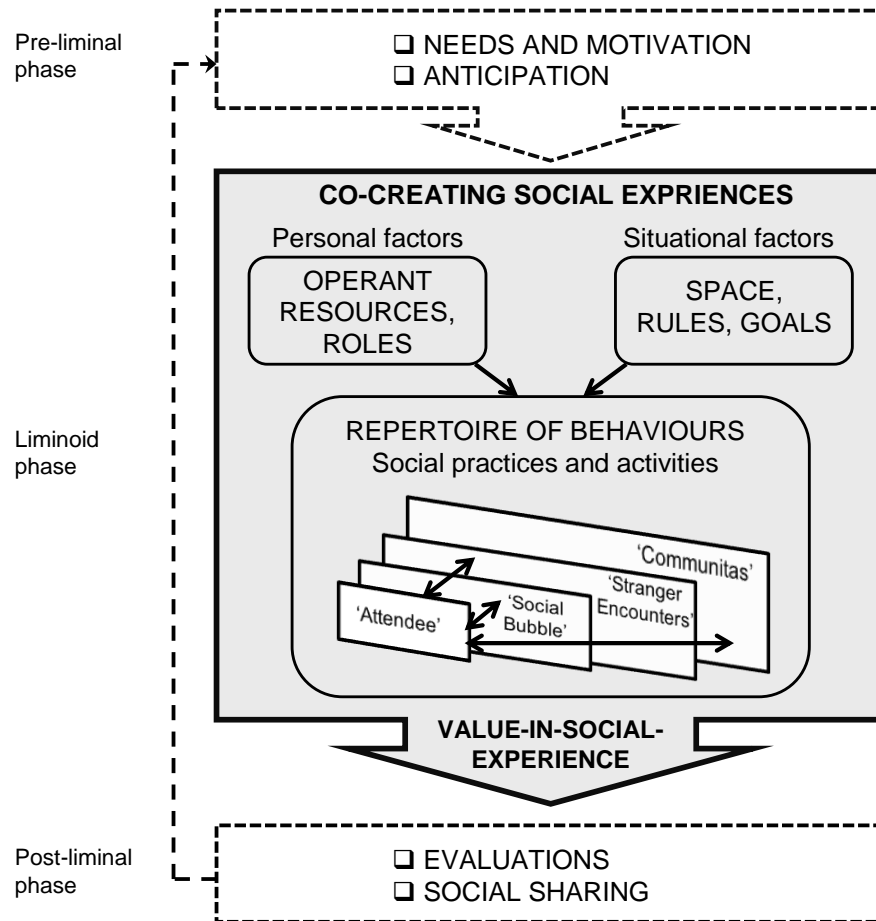 Pre-liminal
phase
❑ NEEDS AND MOTIVATION
❑ ANTICIPATION
CO-CREATING SOCIAL EXPRIENCES
Personal factors
Situational factors
OPERANT
RESOURCES,
ROLES
SPACE,
RULES, GOALS
Liminoid
phase
REPERTOIRE OF BEHAVIOURS
Social practices and activities
‘Attendee’
‘Social
Bubble’
‘Stranger
Encounters’
‘Communitas’
VALUE-IN-SOCIAL-
EXPERIENCE
Post-liminal
phase
❑ EVALUATIONS
❑ SOCIAL SHARING